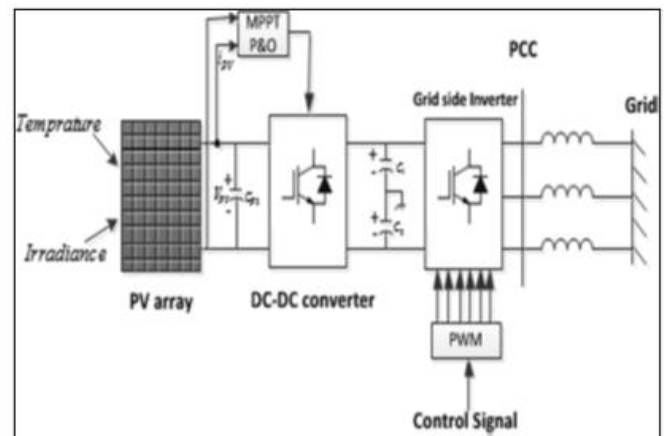 MPPT
P&O
PCC
Grid side Inverter
Grid
Temprature
Irradiance
PV array
DC-DC converter
PWM
Control Signal